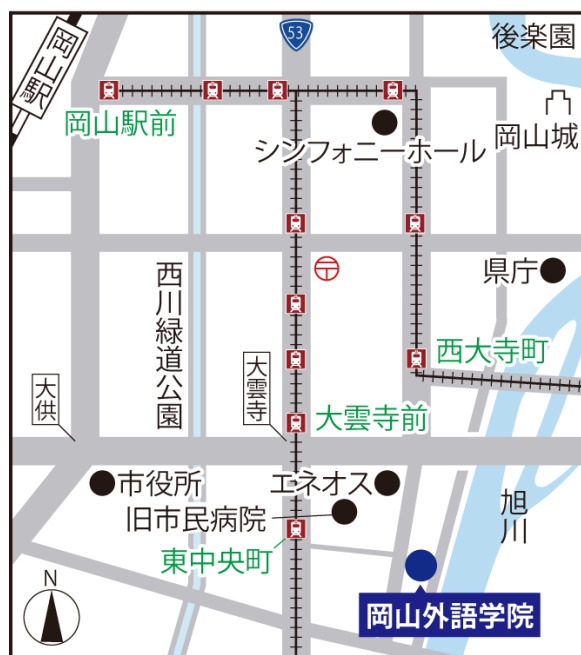 53
後楽園
岡山駅
岡山駅前
岡山城
シンフォニーホール
県庁
西川緑道公園
西大寺町
大供
大雲寺
大雲寺前
市役所
エネオス
旧市民病院
旭川
東中央町
N
岡山外語学院